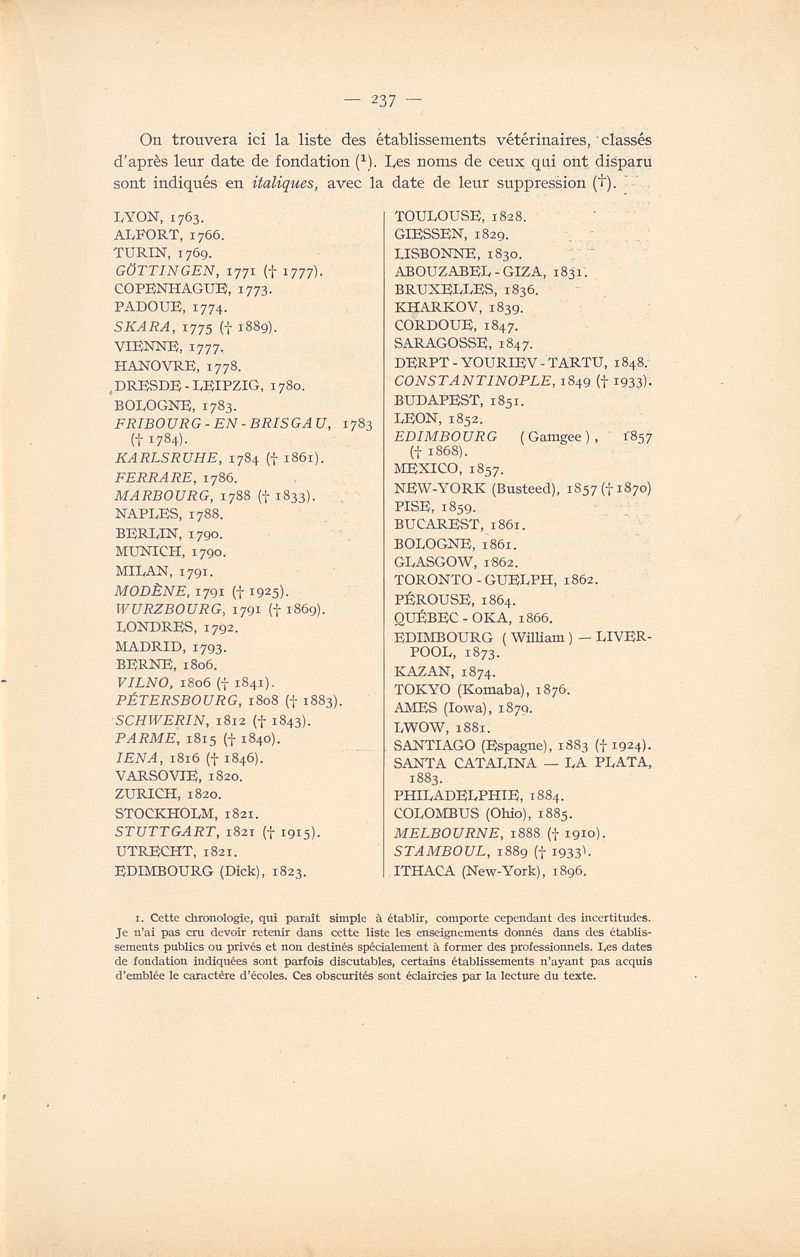 — 237 —
On trouvera ici la liste des établissements vétérinaires, classés
d'après leur date de fondation (¹). Les noms de ceux qui ont disparu
sont indiqués en italiques, avec la date de leur suppression (†).
LYON, 1763.
ALFORT, 1766.
TURIN, 1769.
GÖTTINGEN, 1771 († 1777).
COPENHAGUE, 1773.
PADOUE, 1774.
SKARA, 1775 († 1889).
VIENNE, 1777.
HANOVRE, 1778.
DRESDE - LEIPZIG, 1780.
BOLOGNE, 1783.
FRIBOURG - EN - BRISGAU, 1783
(† 1784).
KARLSRUHE, 1784 († 1861).
FERRARE, 1786.
MARBOURG, 1788 († 1833).
NAPLES, 1788.
BERLIN, 1790.
MUNICH, 1790.
MILAN, 1791.
MODÈNE, 1791 († 1925).
WURZBOURG, 1791 († 1869).
LONDRES, 1792.
MADRID, 1793.
BERNE, 1806.
VILNO, 1806 († 1841).
PÉTERSBOURG, 1808 († 1883).
SCHWERIN, 1812 († 1843).
PARME, 1815 († 1840).
IENA, 1816 († 1846).
VARSOVIE, 1820.
ZURICH, 1820.
STOCKHOLM, 1821.
STUTTGART, 1821 († 1915).
UTRECHT, 1821.
EDIMBOURG (Dick), 1823.
TOULOUSE, 1828.
GIESSEN, 1829.
LISBONNE, 1830.
ABOUZABEL - GIZA, 1831.
BRUXELLES, 1836.
KHARKOV, 1839.
CORDOUE, 1847.
SARAGOSSE, 1847.
DERPT - YOURIEV - TARTU, 1848.
CONSTANTINOPLE, 1849 († 1933).
BUDAPEST, 1851.
LEON, 1852.
EDIMBOURG (Gamgee), 1857
(† 1868).
MEXICO, 1857.
NEW-YORK (Busteed), 1857 († 1870)
PISE, 1859.
BUCAREST, 1861.
BOLOGNE, 1861.
GLASGOW, 1862.
TORONTO - GUELPH, 1862.
PÉROUSE, 1864.
QUÉBEC - OKA, 1866.
EDIMBOURG (William) — LIVER-
POOL, 1873.
KAZAN, 1874.
TOKYO (Komaba), 1876.
AMES (Iowa), 1879.
LWOW, 1881.
SANTIAGO (Espagne), 1883 († 1924).
SANTA CATALINA — LA PLATA,
1883.
PHILADELPHIE, 1884.
COLOMBUS (Ohio), 1885.
MELBOURNE, 1888 († 1910).
STAMBOUL, 1889 († 1933).
ITHACA (New-York), 1896.
1. Cette chronologie, qui paraît simple à établir, comporte cependant des incertitudes.
Je n'ai pas cru devoir retenir dans cette liste les enseignements donnés dans des établis-
sements publics ou privés et non destinés spécialement à former des professionnels. Les dates
de fondation indiquées sont parfois discutables, certains établissements n'ayant pas acquis
d'emblée le caractère d'écoles. Ces obscurités sont éclaircies par la lecture du texte.